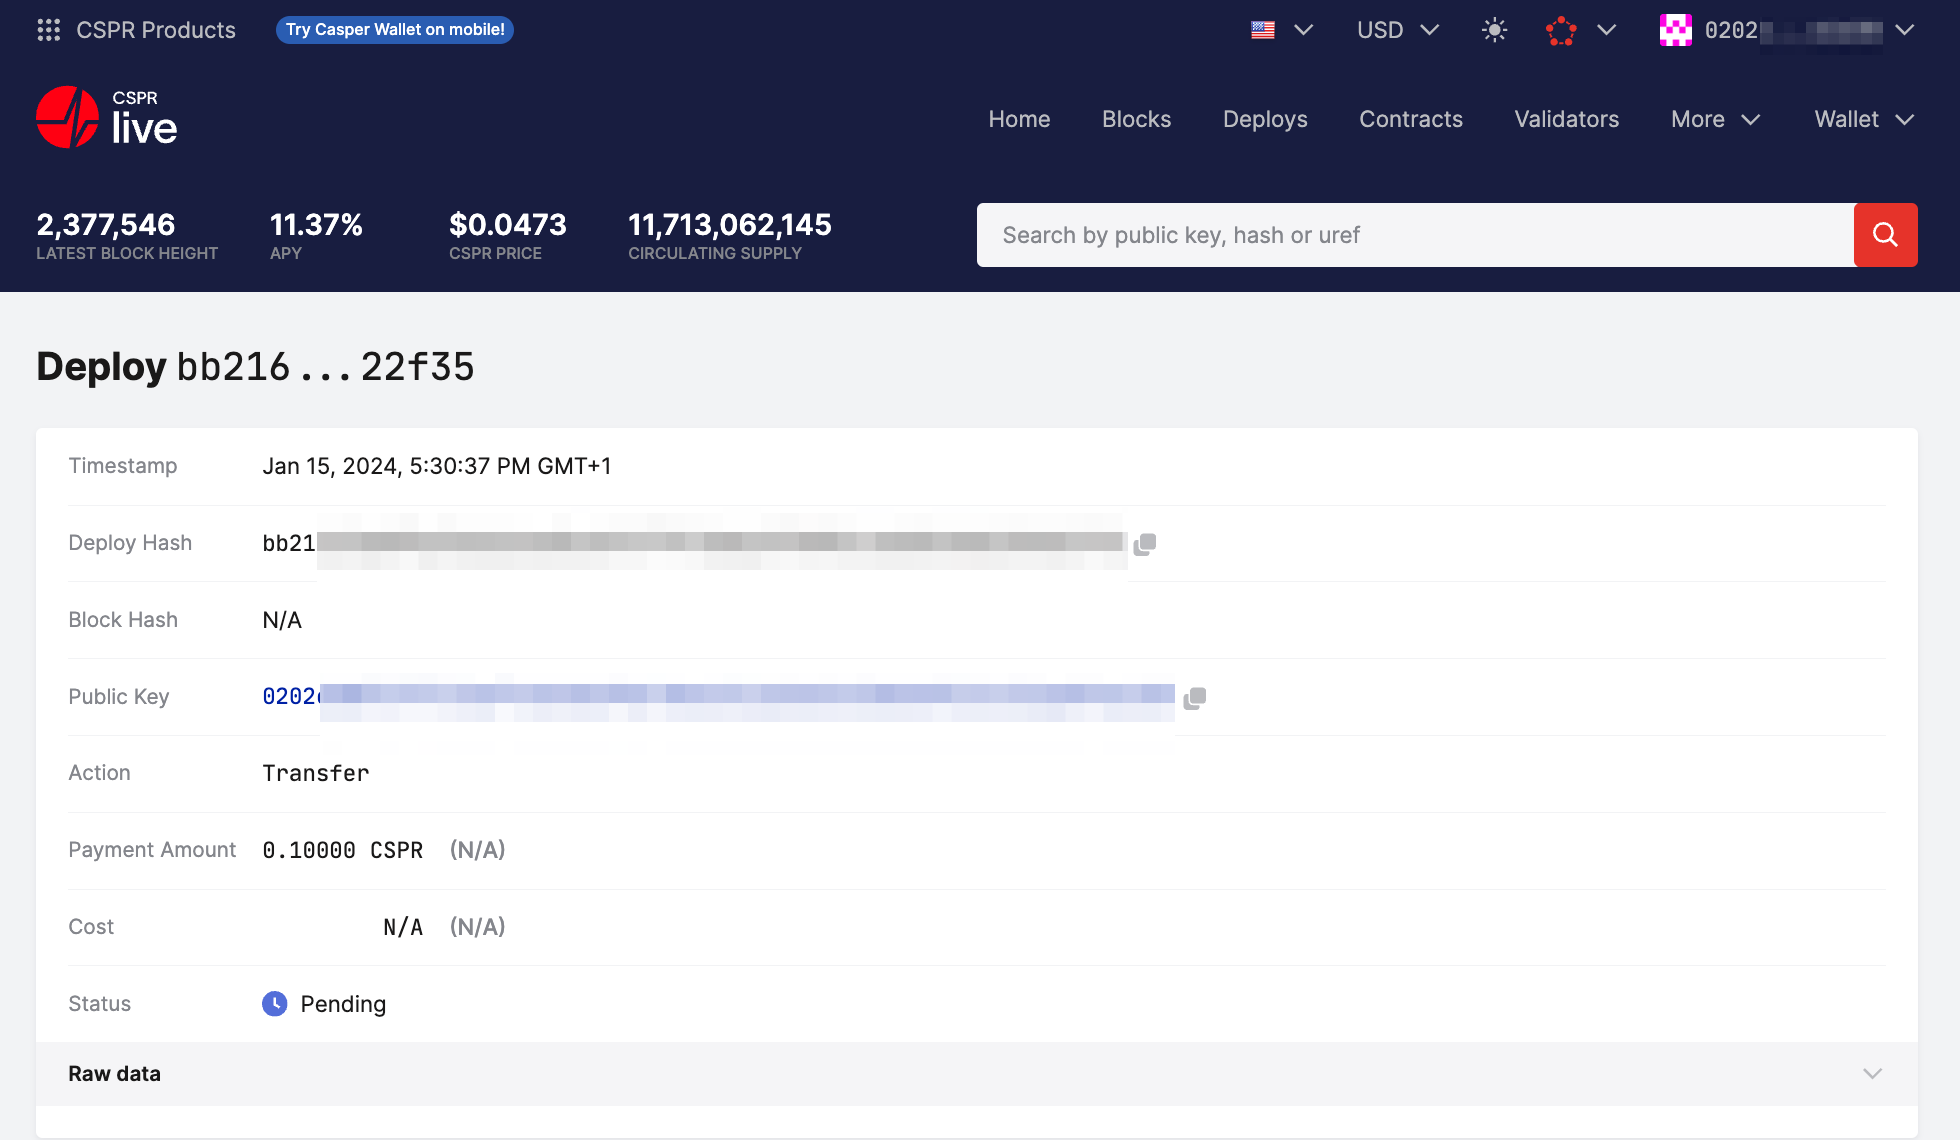 CSPR Products Try Casper Wallet on mobile! USD 0202
CSPR
live
Home Blocks Deploys Contracts Validators More Wallet
2,377,546 11.37% $0.0473 11,713,062,145
LATEST BLOCK HEIGHT APY CSPR PRICE CIRCULATING SUPPLY
Search by public key, hash or uref
Deploy bb216...22f35
Timestamp Jan 15, 2024, 5:30:37 PM GMT+1
Deploy Hash bb21
Block Hash N/A
Public Key 0202
Action Transfer
Payment Amount 0.10000 CSPR (N/A)
Cost N/A (N/A)
Status Pending
Raw data